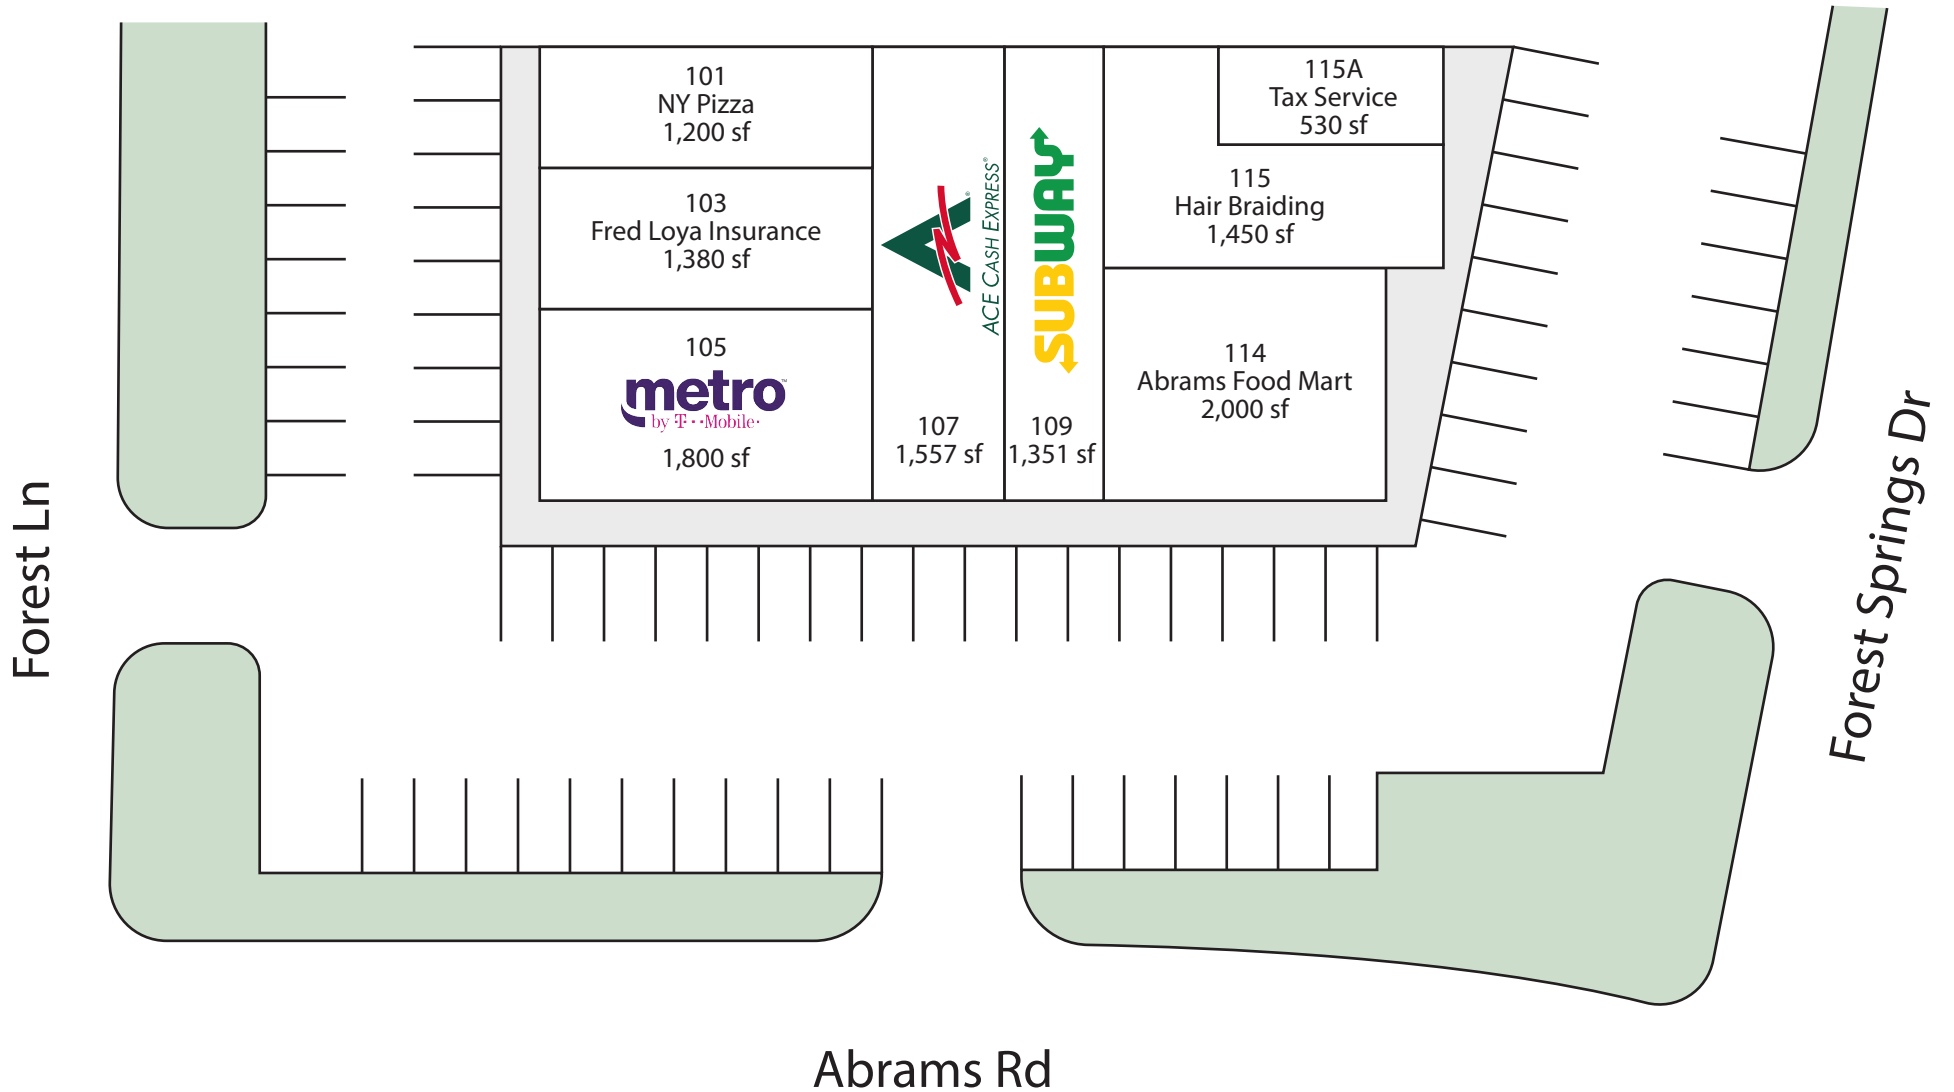 101
NY Pizza
1,200 sf
103
Fred Loya Insurance
1,380 sf
105
metro™
by T··Mobile·
1,800 sf
ACE CASH EXPRESS®
107
1,557 sf
SUBWAY
109
1,351 sf
115A
Tax Service
530 sf
115
Hair Braiding
1,450 sf
114
Abrams Food Mart
2,000 sf
Forest Ln
Forest Springs Dr
Abrams Rd